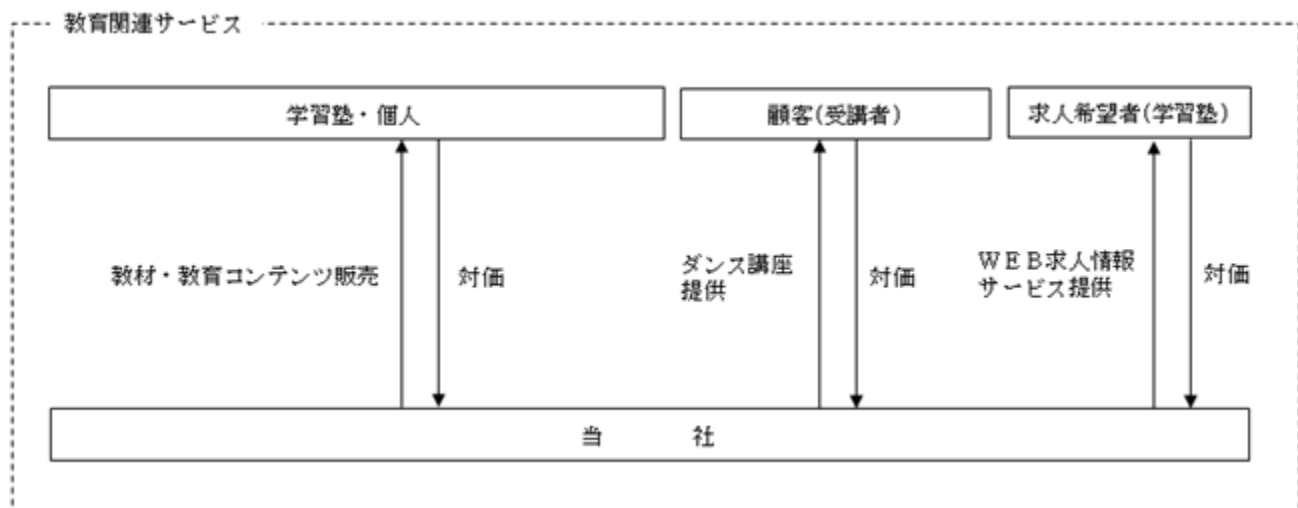 教育関連サービス
学習塾・個人
顧客(受講者)
求人希望者(学習塾)
教材・教育コンテンツ販売
対価
ダンス講座
提供
対価
ＷＥＢ求人情報
サービス提供
対価
当　　　社